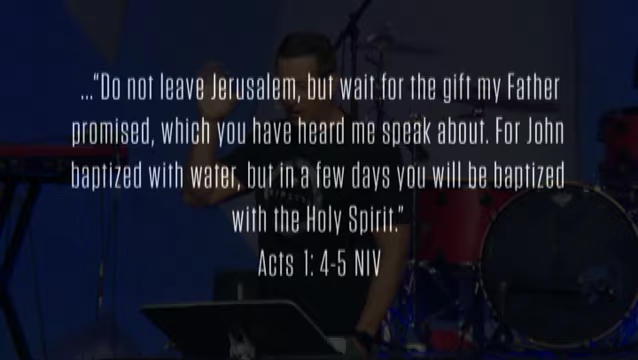 ..."Do not leave Jerusalem, but wait for the gift my Father
promised, which you have heard me speak about. For John
baptized with water, but in a few days you will be baptized
with the Holy Spirit."
Acts 1: 4-5 NIV